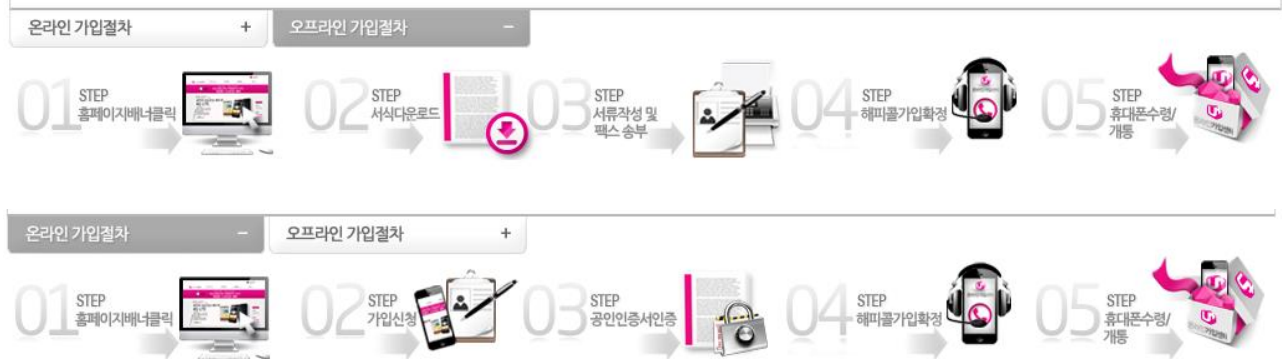 온라인 가입절차 + 오프라인 가입절차 −
01 STEP
홈페이지배너클릭
02 STEP
서식다운로드
03 STEP
서류작성 및
팩스 송부
04 STEP
해피콜가입확정
05 STEP
휴대폰수령/
개통
온라인 가입절차 − 오프라인 가입절차 +
01 STEP
홈페이지배너클릭
02 STEP
가입신청
03 STEP
공인인증서인증
04 STEP
해피콜가입확정
05 STEP
휴대폰수령/
개통